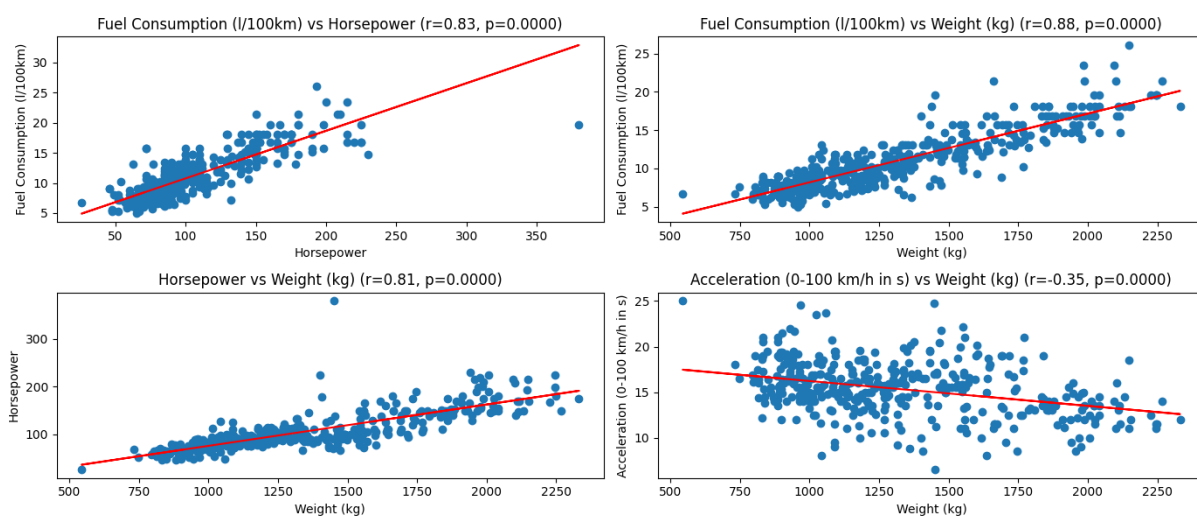 Fuel Consumption (l/100km) vs Horsepower (r=0.83, p=0.0000)
Fuel Consumption (l/100km)
30
25
20
15
10
5
50 100 150 200 250 300 350
Horsepower
Fuel Consumption (l/100km) vs Weight (kg) (r=0.88, p=0.0000)
Fuel Consumption (l/100km)
25
20
15
10
5
500 750 1000 1250 1500 1750 2000 2250
Weight (kg)
Horsepower vs Weight (kg) (r=0.81, p=0.0000)
Horsepower
300
200
100
500 750 1000 1250 1500 1750 2000 2250
Weight (kg)
Acceleration (0-100 km/h in s) vs Weight (kg) (r=-0.35, p=0.0000)
Acceleration (0-100 km/h in s)
25
20
15
10
500 750 1000 1250 1500 1750 2000 2250
Weight (kg)